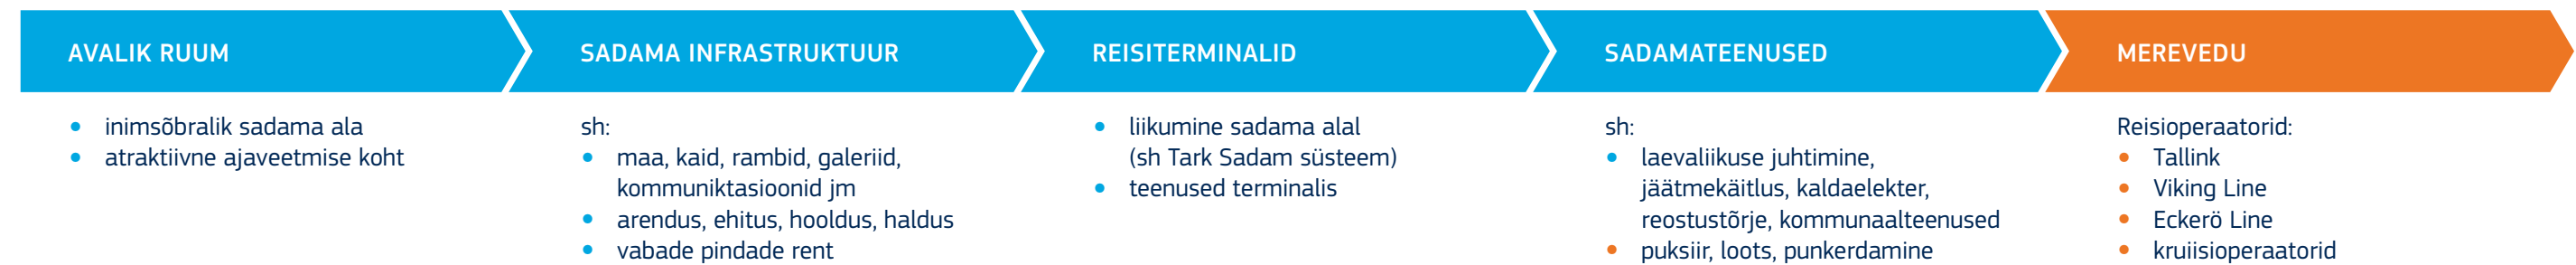 AVALIK RUUM
inimsõbralik sadama ala
atraktiivne ajaveetmise koht
SADAMA INFRASTRUKTUUR
sh:
maa, kaid, rambid, galeriid,
kommuniktasioonid jm
arendus, ehitus, hooldus, haldus
vabade pindade rent
REISITERMINALID
liikumine sadama alal
(sh Tark Sadam süsteem)
teenused terminalis
SADAMATEENUSED
sh:
laevaliikuse juhtimine,
jäätmekäitlus, kaldaelekter,
reostustõrje, kommunaalteenused
puksiir, loots, punkerdamine
MEREVEDU
Reisioperaatorid:
Tallink
Viking Line
Eckerö Line
kruiisioperaatorid